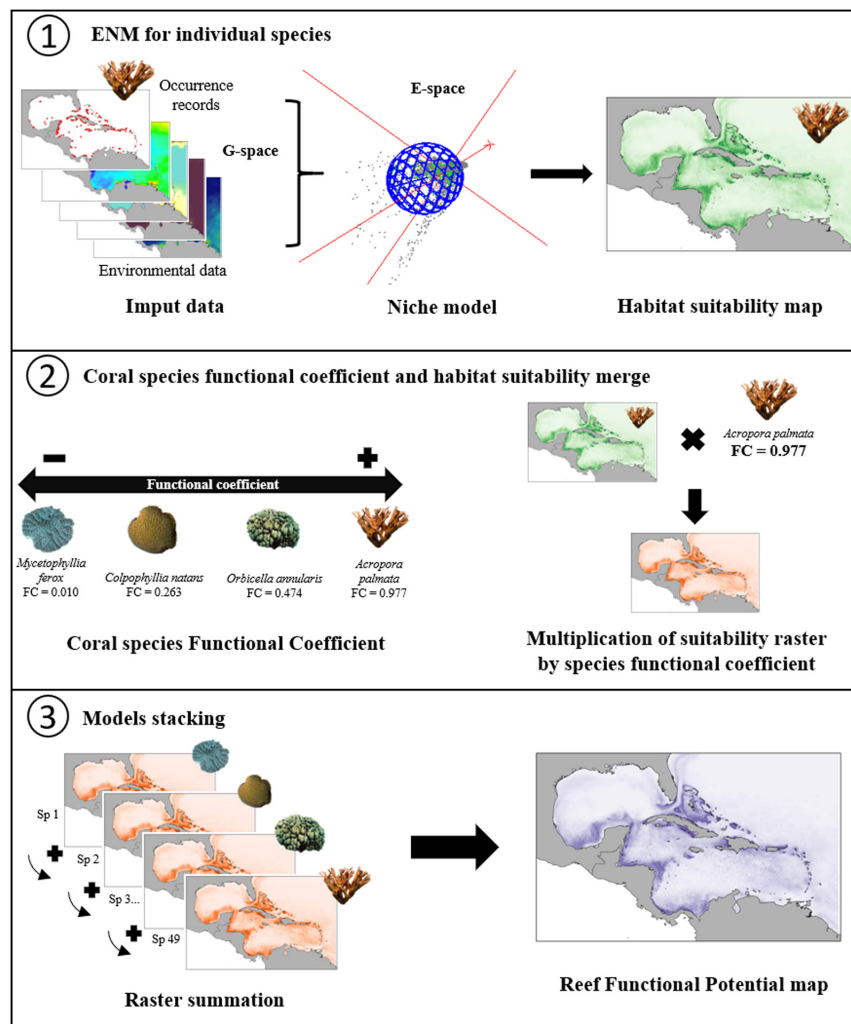 1 ENM for individual species
Occurrence
records
G-space
Environmental data
Imput data
E-space
Niche model
Habitat suitability map
2 Coral species functional coefficient and habitat suitability merge
Functional coefficient
Mycetophyllia
ferox
FC = 0.010
Colpophyllia natans
FC = 0.263
Orbicella annularis
FC = 0.474
Acropora
palmata
FC = 0.977
Coral species Functional Coefficient
Acropora palmata
FC = 0.977
Multiplication of suitability raster
by species functional coefficient
3 Models stacking
Sp 1
Sp 2
Sp 3...
Sp 49
Raster summation
Reef Functional Potential map